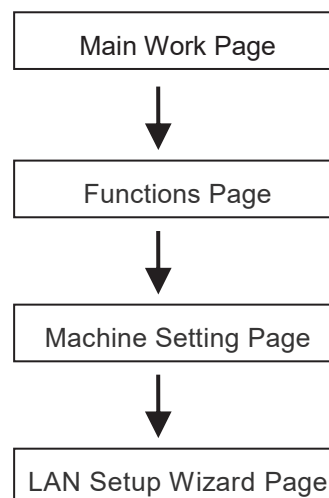 Main Work Page
Functions Page
Machine Setting Page
LAN Setup Wizard Page